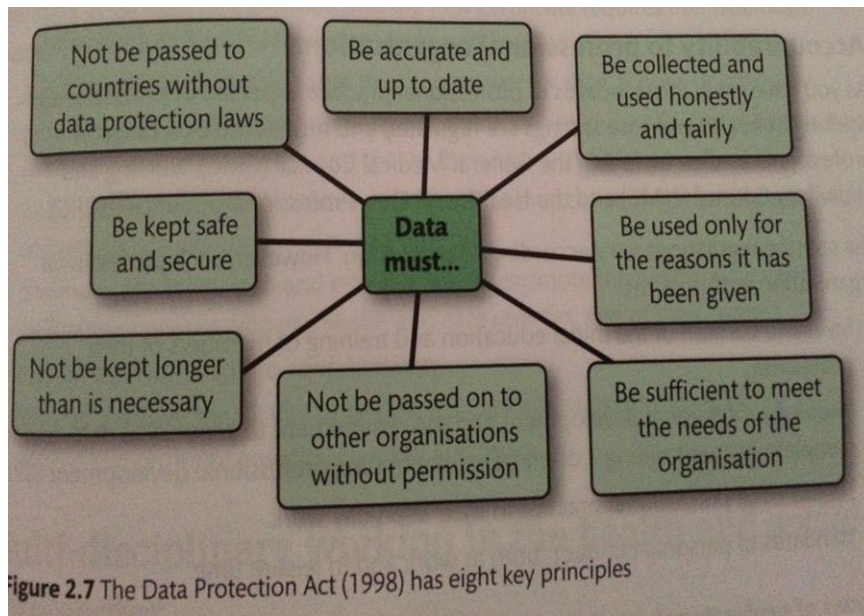 Not be passed to
countries without
data protection laws
Be accurate and
up to date
Be collected and
used honestly
and fairly
Be kept safe
and secure
Data
must...
Be used only for
the reasons it has
been given
Not be kept longer
than is necessary
Not be passed on to
other organisations
without permission
Be sufficient to meet
the needs of the
organisation
Figure 2.7 The Data Protection Act (1998) has eight key principles